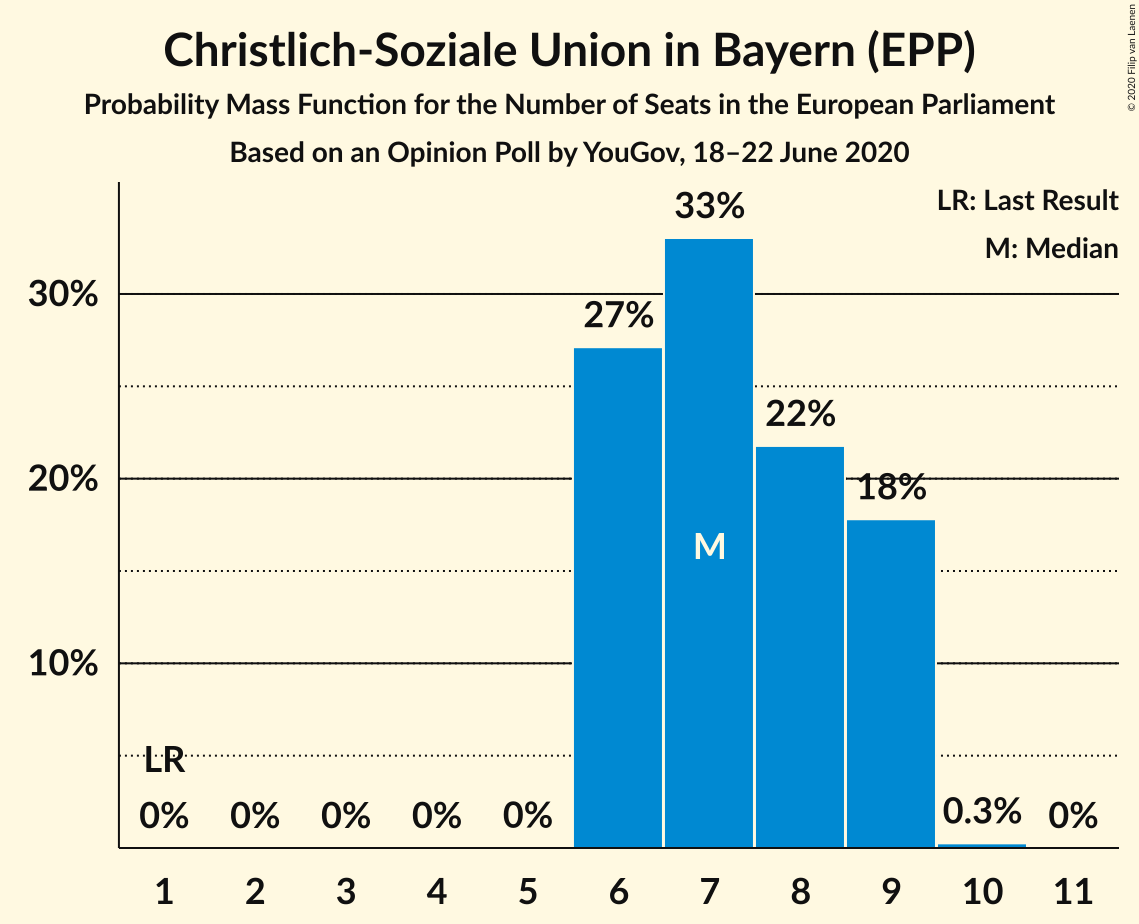 Christlich-Soziale Union in Bayern (EPP)
Probability Mass Function for the Number of Seats in the European Parliament
Based on an Opinion Poll by YouGov, 18–22 June 2020
© 2020 Filip van Laenen
LR: Last Result
M: Median
33%
30%
27%
22%
20%
18%
M
10%
LR
0% 0% 0% 0% 0% 0.3% 0%
1 2 3 4 5 6 7 8 9 10 11